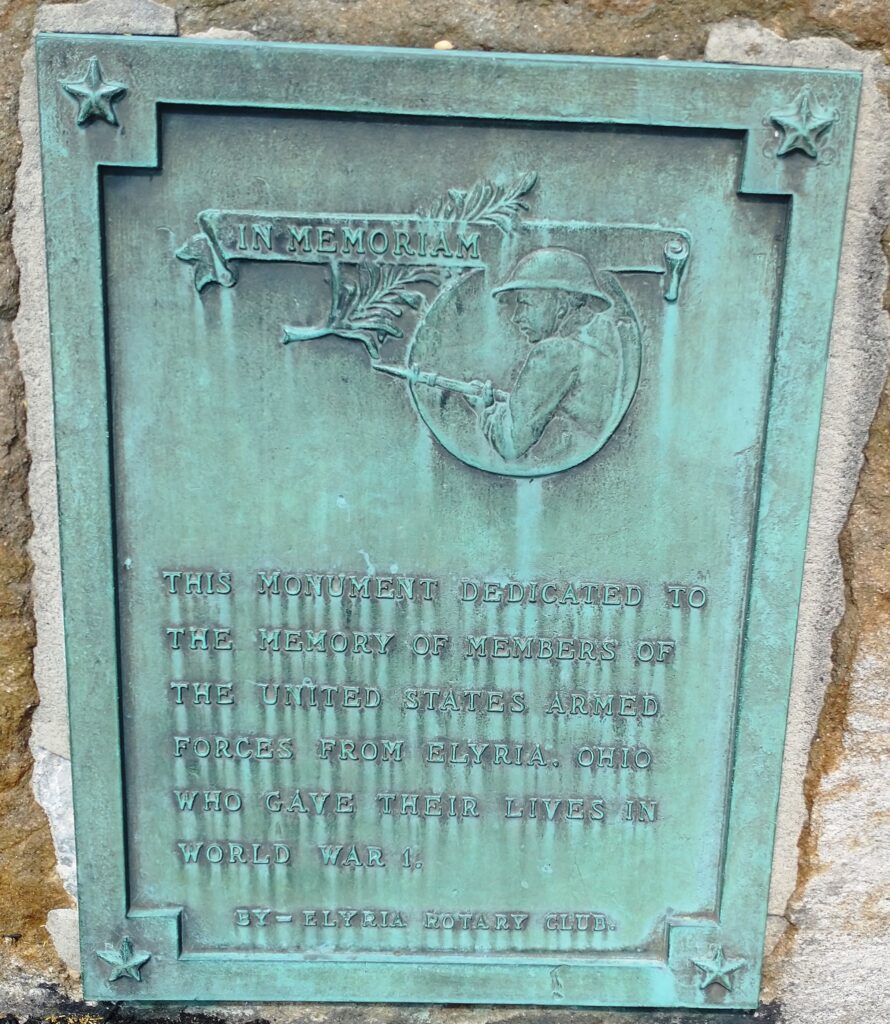 IN MEMORIAM
THIS MONUMENT DEDICATED TO
THE MEMORY OF MEMBERS OF
THE UNITED STATES ARMED
FORCES FROM ELYRIA, OHIO
WHO GAVE THEIR LIVES IN
WORLD WAR 1.
BY-ELYRIA ROTARY CLUB.